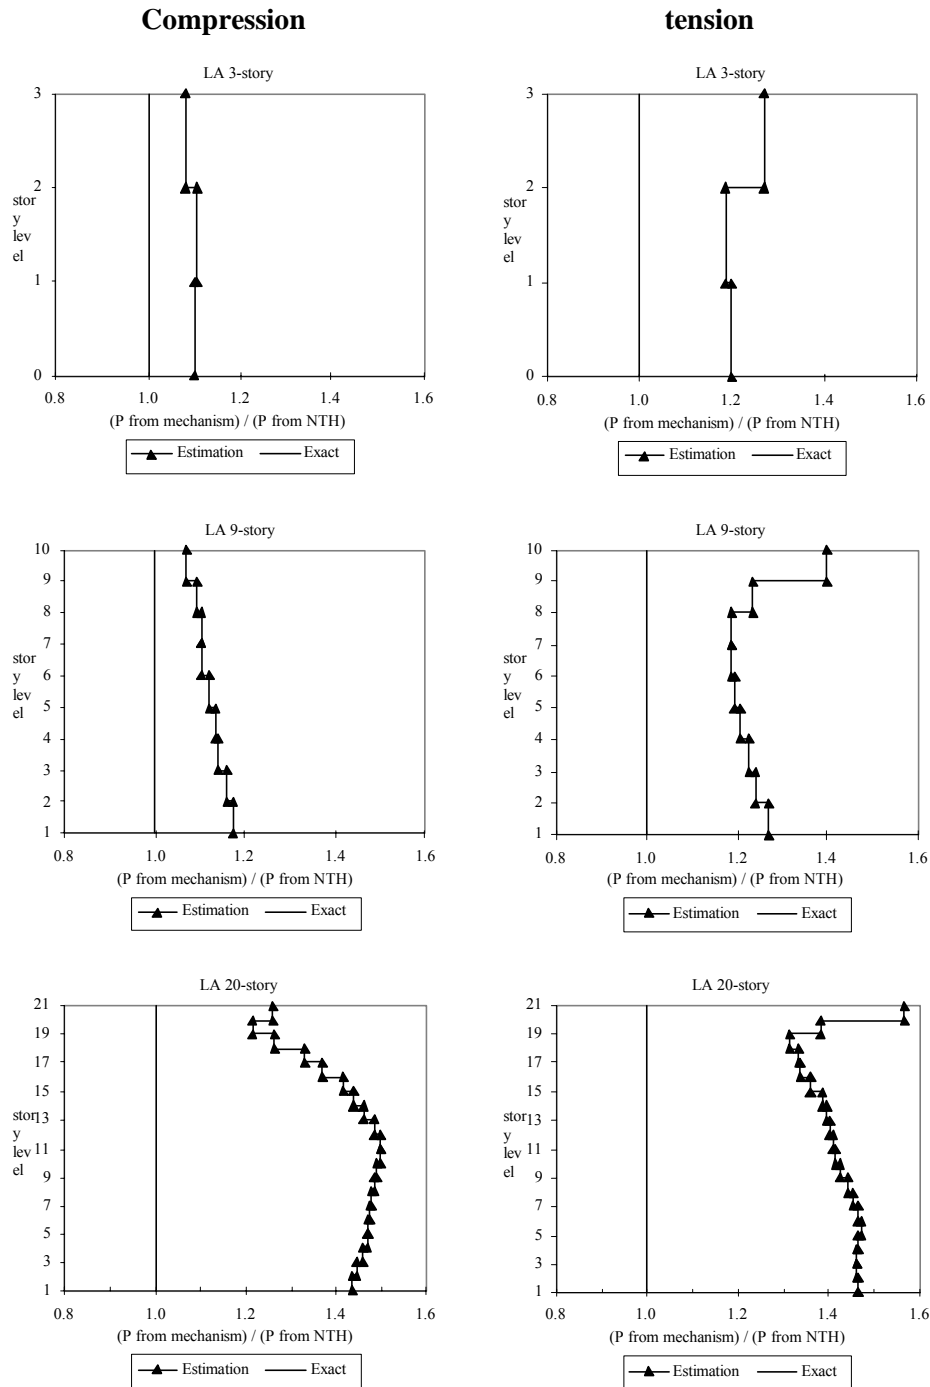 Compression
tension
LA 3-story
3
2
stor
y
lev
el
1
0
0.8 1.0 1.2 1.4 1.6
(P from mechanism) / (P from NTH)
Estimation Exact
LA 3-story
3
2
stor
y
lev
el
1
0
0.8 1.0 1.2 1.4 1.6
(P from mechanism) / (P from NTH)
Estimation Exact
LA 9-story
10
9
8
7
stor
y
lev
el
6
5
4
3
2
1
0.8 1.0 1.2 1.4 1.6
(P from mechanism) / (P from NTH)
Estimation Exact
LA 9-story
10
9
8
7
stor
y
lev
el
6
5
4
3
2
1
0.8 1.0 1.2 1.4 1.6
(P from mechanism) / (P from NTH)
Estimation Exact
LA 20-story
21
19
17
15
stor
y
lev
el
13
11
9
7
5
3
1
0.8 1.0 1.2 1.4 1.6
(P from mechanism) / (P from NTH)
Estimation Exact
LA 20-story
21
19
17
15
stor
y
lev
el
13
11
9
7
5
3
1
0.8 1.0 1.2 1.4 1.6
(P from mechanism) / (P from NTH)
Estimation Exact